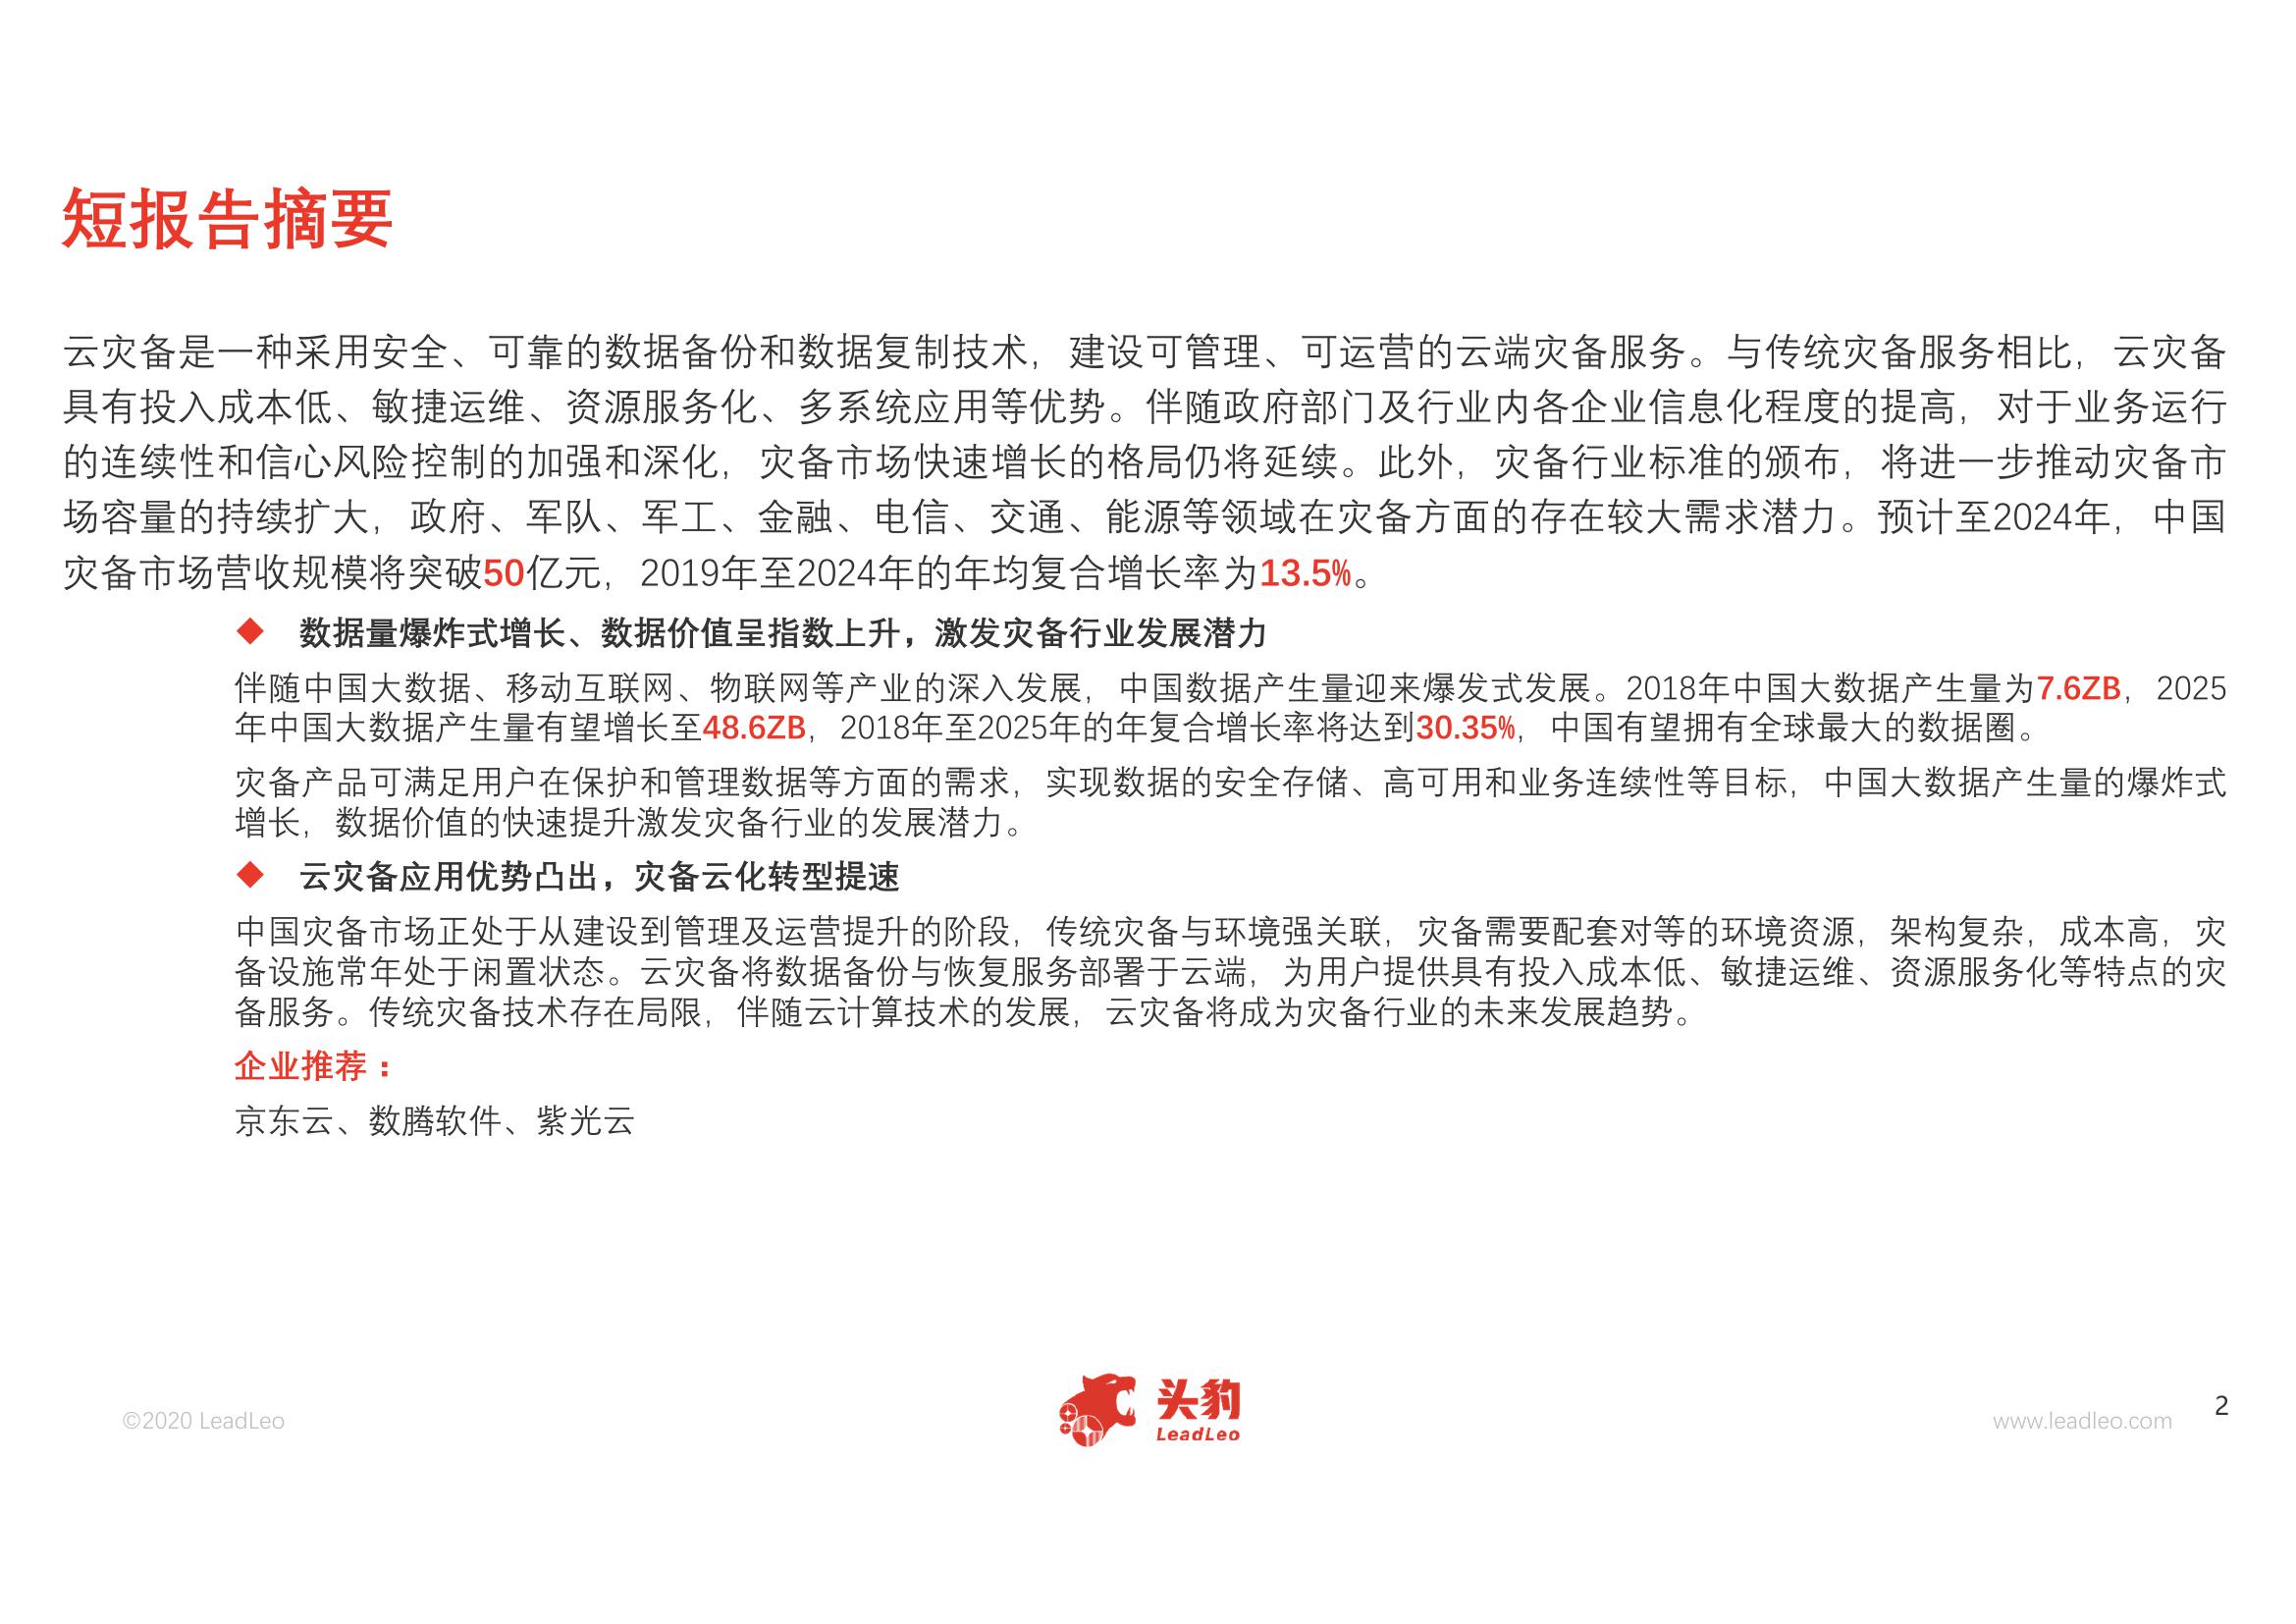 短报告摘要
云灾备是一种采用安全、可靠的数据备份和数据复制技术，建设可管理、可运营的云端灾备服务。与传统灾备服务相比，云灾备
具有投入成本低、敏捷运维、资源服务化、多系统应用等优势。伴随政府部门及行业内各企业信息化程度的提高，对于业务运行
的连续性和信心风险控制的加强和深化，灾备市场快速增长的格局仍将延续。此外，灾备行业标准的颁布，将进一步推动灾备市
场容量的持续扩大，政府、军队、军工、金融、电信、交通、能源等领域在灾备方面的存在较大需求潜力。预计至2024年，中国
灾备市场营收规模将突破50亿元，2019年至2024年的年均复合增长率为13.5%。
◆ 数据量爆炸式增长、数据价值呈指数上升，激发灾备行业发展潜力
伴随中国大数据、移动互联网、物联网等产业的深入发展，中国数据产生量迎来爆发式发展。2018年中国大数据产生量为7.6ZB，2025
年中国大数据产生量有望增长至48.6ZB，2018年至2025年的年复合增长率将达到30.35%，中国有望拥有全球最大的数据圈。
灾备产品可满足用户在保护和管理数据等方面的需求，实现数据的安全存储、高可用和业务连续性等目标，中国大数据产生量的爆炸式
增长，数据价值的快速提升激发灾备行业的发展潜力。
◆ 云灾备应用优势凸出，灾备云化转型提速
中国灾备市场正处于从建设到管理及运营提升的阶段，传统灾备与环境强关联，灾备需要配套对等的环境资源，架构复杂，成本高，灾
备设施常年处于闲置状态。云灾备将数据备份与恢复服务部署于云端，为用户提供具有投入成本低、敏捷运维、资源服务化等特点的灾
备服务。传统灾备技术存在局限，伴随云计算技术的发展，云灾备将成为灾备行业的未来发展趋势。
企业推荐：
京东云、数腾软件、紫光云
©2020 LeadLeo
头豹
LeadLeo
www.leadleo.com
2